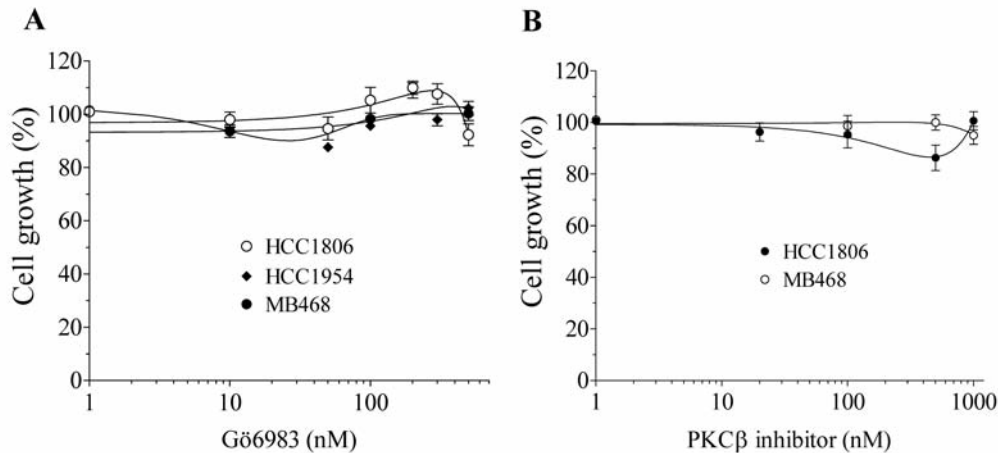 A
Cell growth (%)
120
100
80
60
40
20
0
1
10
100
Gö6983 (nM)
HCC1806
HCC1954
MB468
B
Cell growth (%)
120
100
80
60
40
20
0
1
10
100
1000
PKCβ inhibitor (nM)
HCC1806
MB468